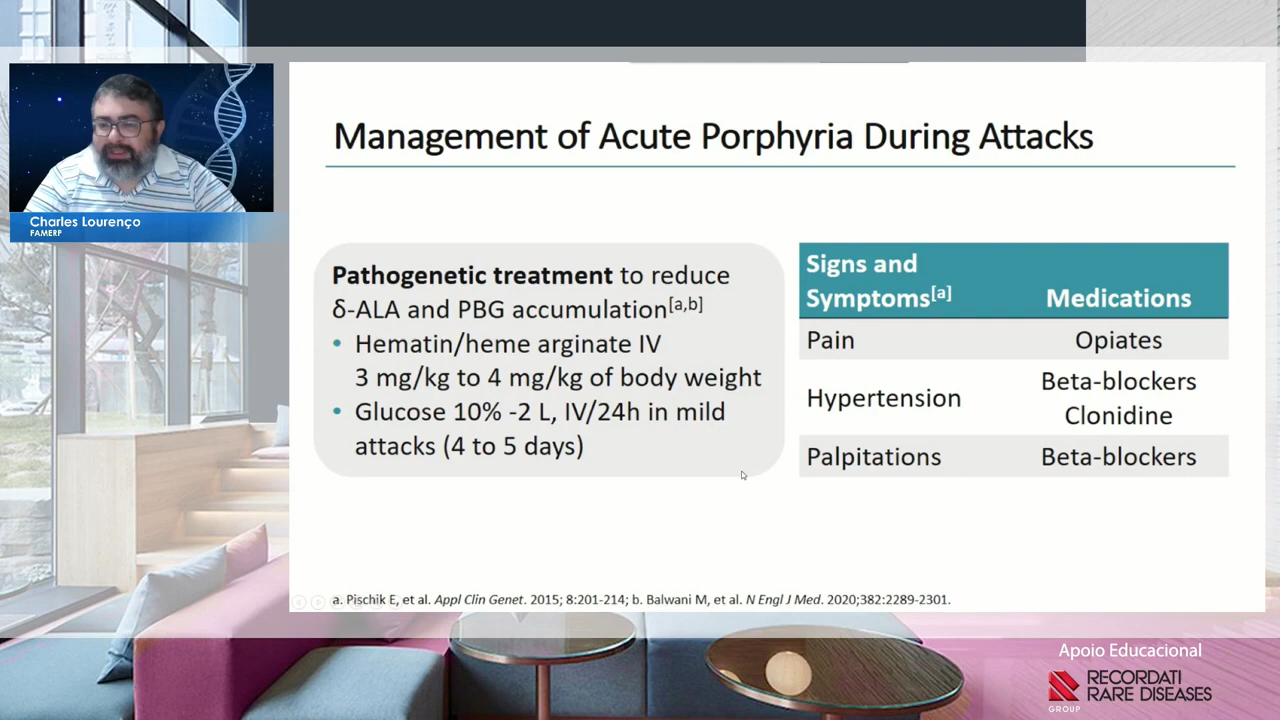 Charles Lourenço
FAMERP
Management of Acute Porphyria During Attacks
Pathogenetic treatment to reduce
δ-ALA and PBG accumulation[a,b]
• Hematin/heme arginate IV
3 mg/kg to 4 mg/kg of body weight
• Glucose 10% -2 L, IV/24h in mild
attacks (4 to 5 days)
Signs and
Symptoms[a] Medications
Pain Opiates
Hypertension Beta-blockers
Clonidine
Palpitations Beta-blockers
a. Pischik E, et al. Appl Clin Genet. 2015; 8:201-214; b. Balwani M, et al. N Engl J Med. 2020;382:2289-2301.
Apoio Educacional
RECORDATI
RARE DISEASES
GROUP